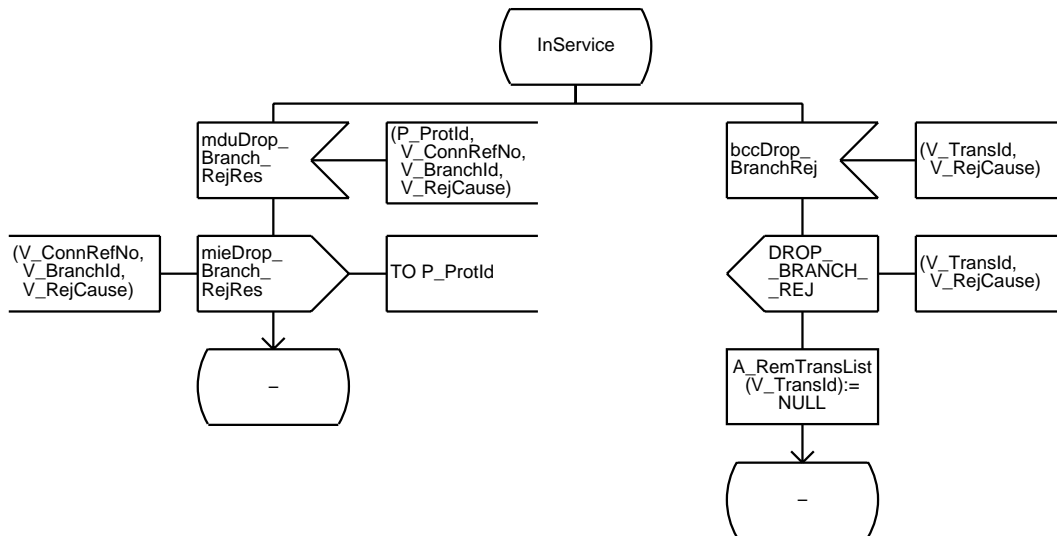 InService
mduDrop_
Branch_
RejRes
(P_ProtId,
V_ConnRefNo,
V_BranchId,
V_RejCause)
bccDrop_
BranchRej
(V_TransId,
V_RejCause)
(V_ConnRefNo,
V_BranchId,
V_RejCause)
mieDrop_
Branch_
RejRes
TO P_ProtId
DROP_
_BRANCH_
_REJ
(V_TransId,
V_RejCause)
–
A_RemTransList
(V_TransId):=
NULL
–